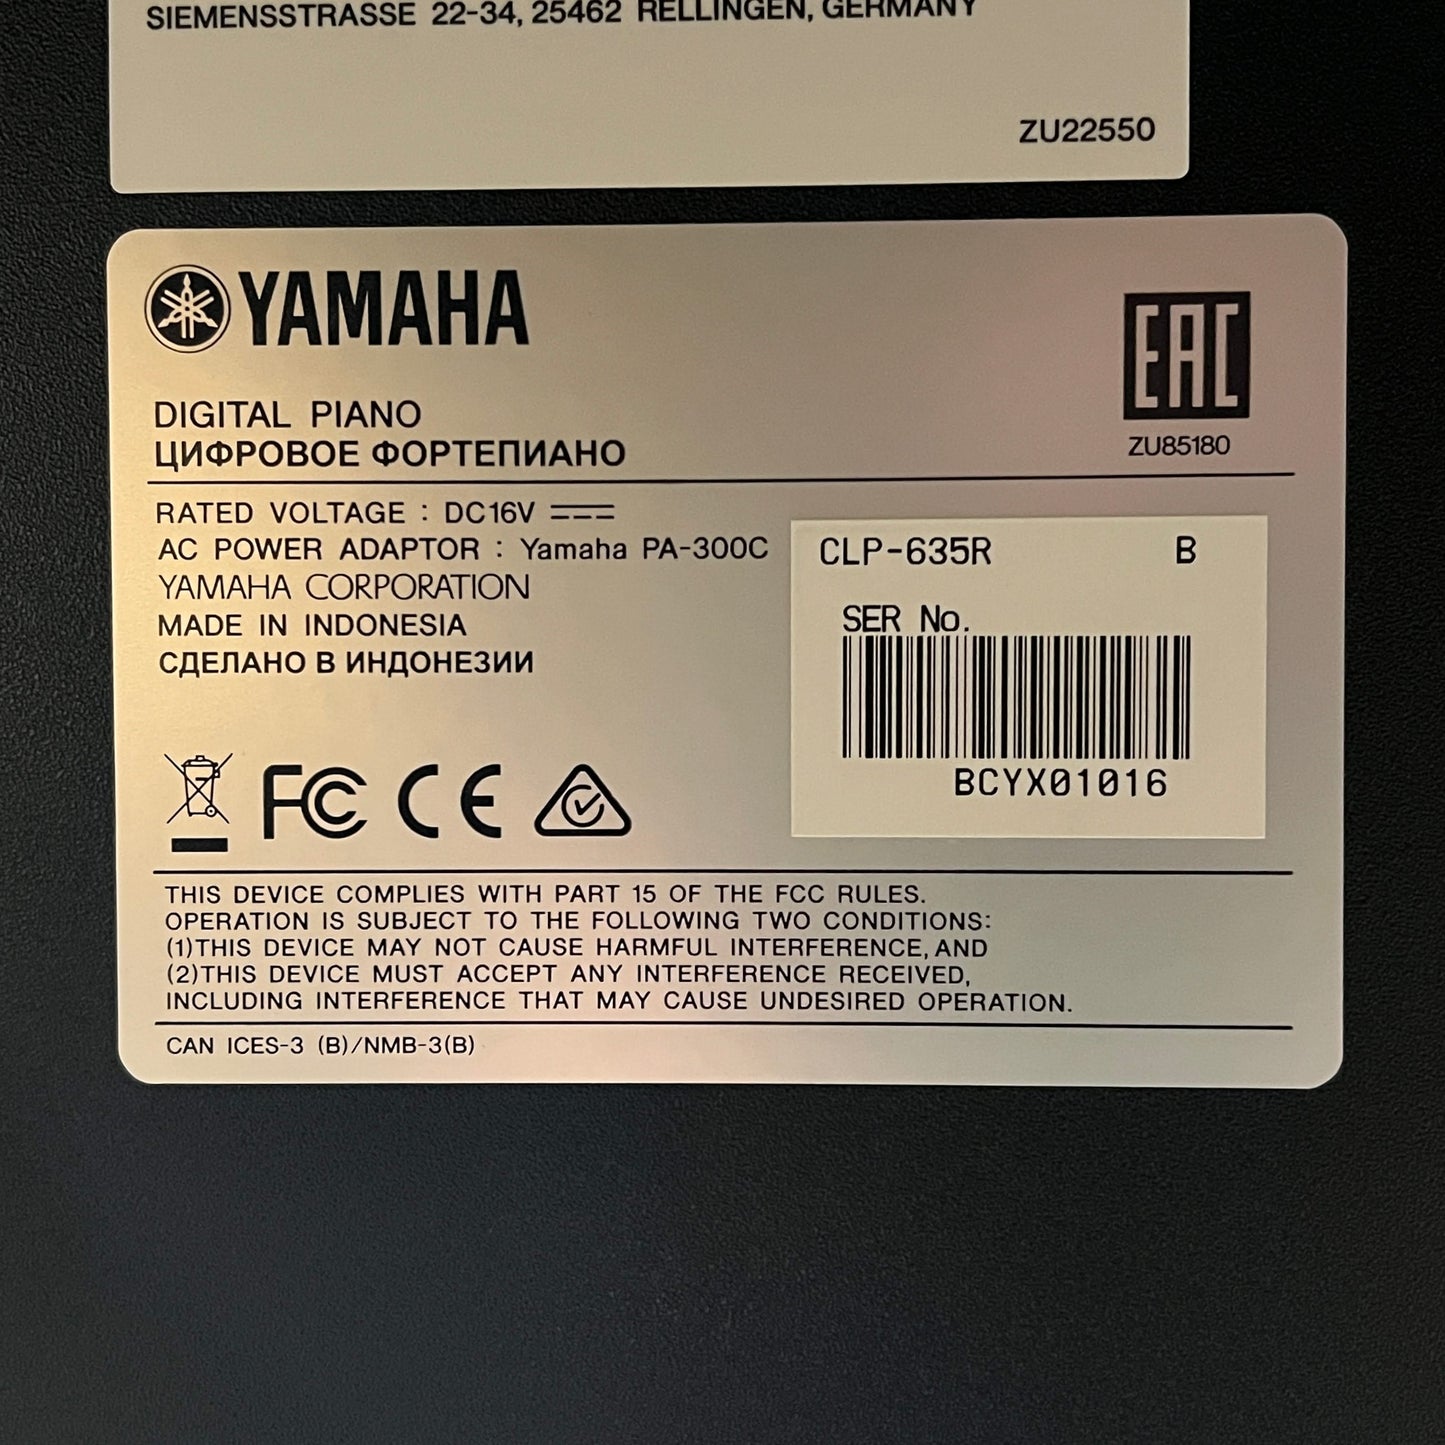 SIEMENSSTRASSE 22-34, 25462 RELLINGEN, GERMANY
ZU22550
YAMAHA
EAC
ZU85180
DIGITAL PIANO
ЦИФРОВОЕ ФОРТЕПИАНО
RATED VOLTAGE : DC16V
AC POWER ADAPTOR : Yamaha PA-300C
YAMAHA CORPORATION
MADE IN INDONESIA
СДЕЛАНО В ИНДОНЕЗИИ
CLP-635R B
SER No.
BCYX01016
FC CE
THIS DEVICE COMPLIES WITH PART 15 OF THE FCC RULES.
OPERATION IS SUBJECT TO THE FOLLOWING TWO CONDITIONS:
(1)THIS DEVICE MAY NOT CAUSE HARMFUL INTERFERENCE, AND
(2)THIS DEVICE MUST ACCEPT ANY INTERFERENCE RECEIVED,
INCLUDING INTERFERENCE THAT MAY CAUSE UNDESIRED OPERATION.
CAN ICES-3 (B)/NMB-3(B)